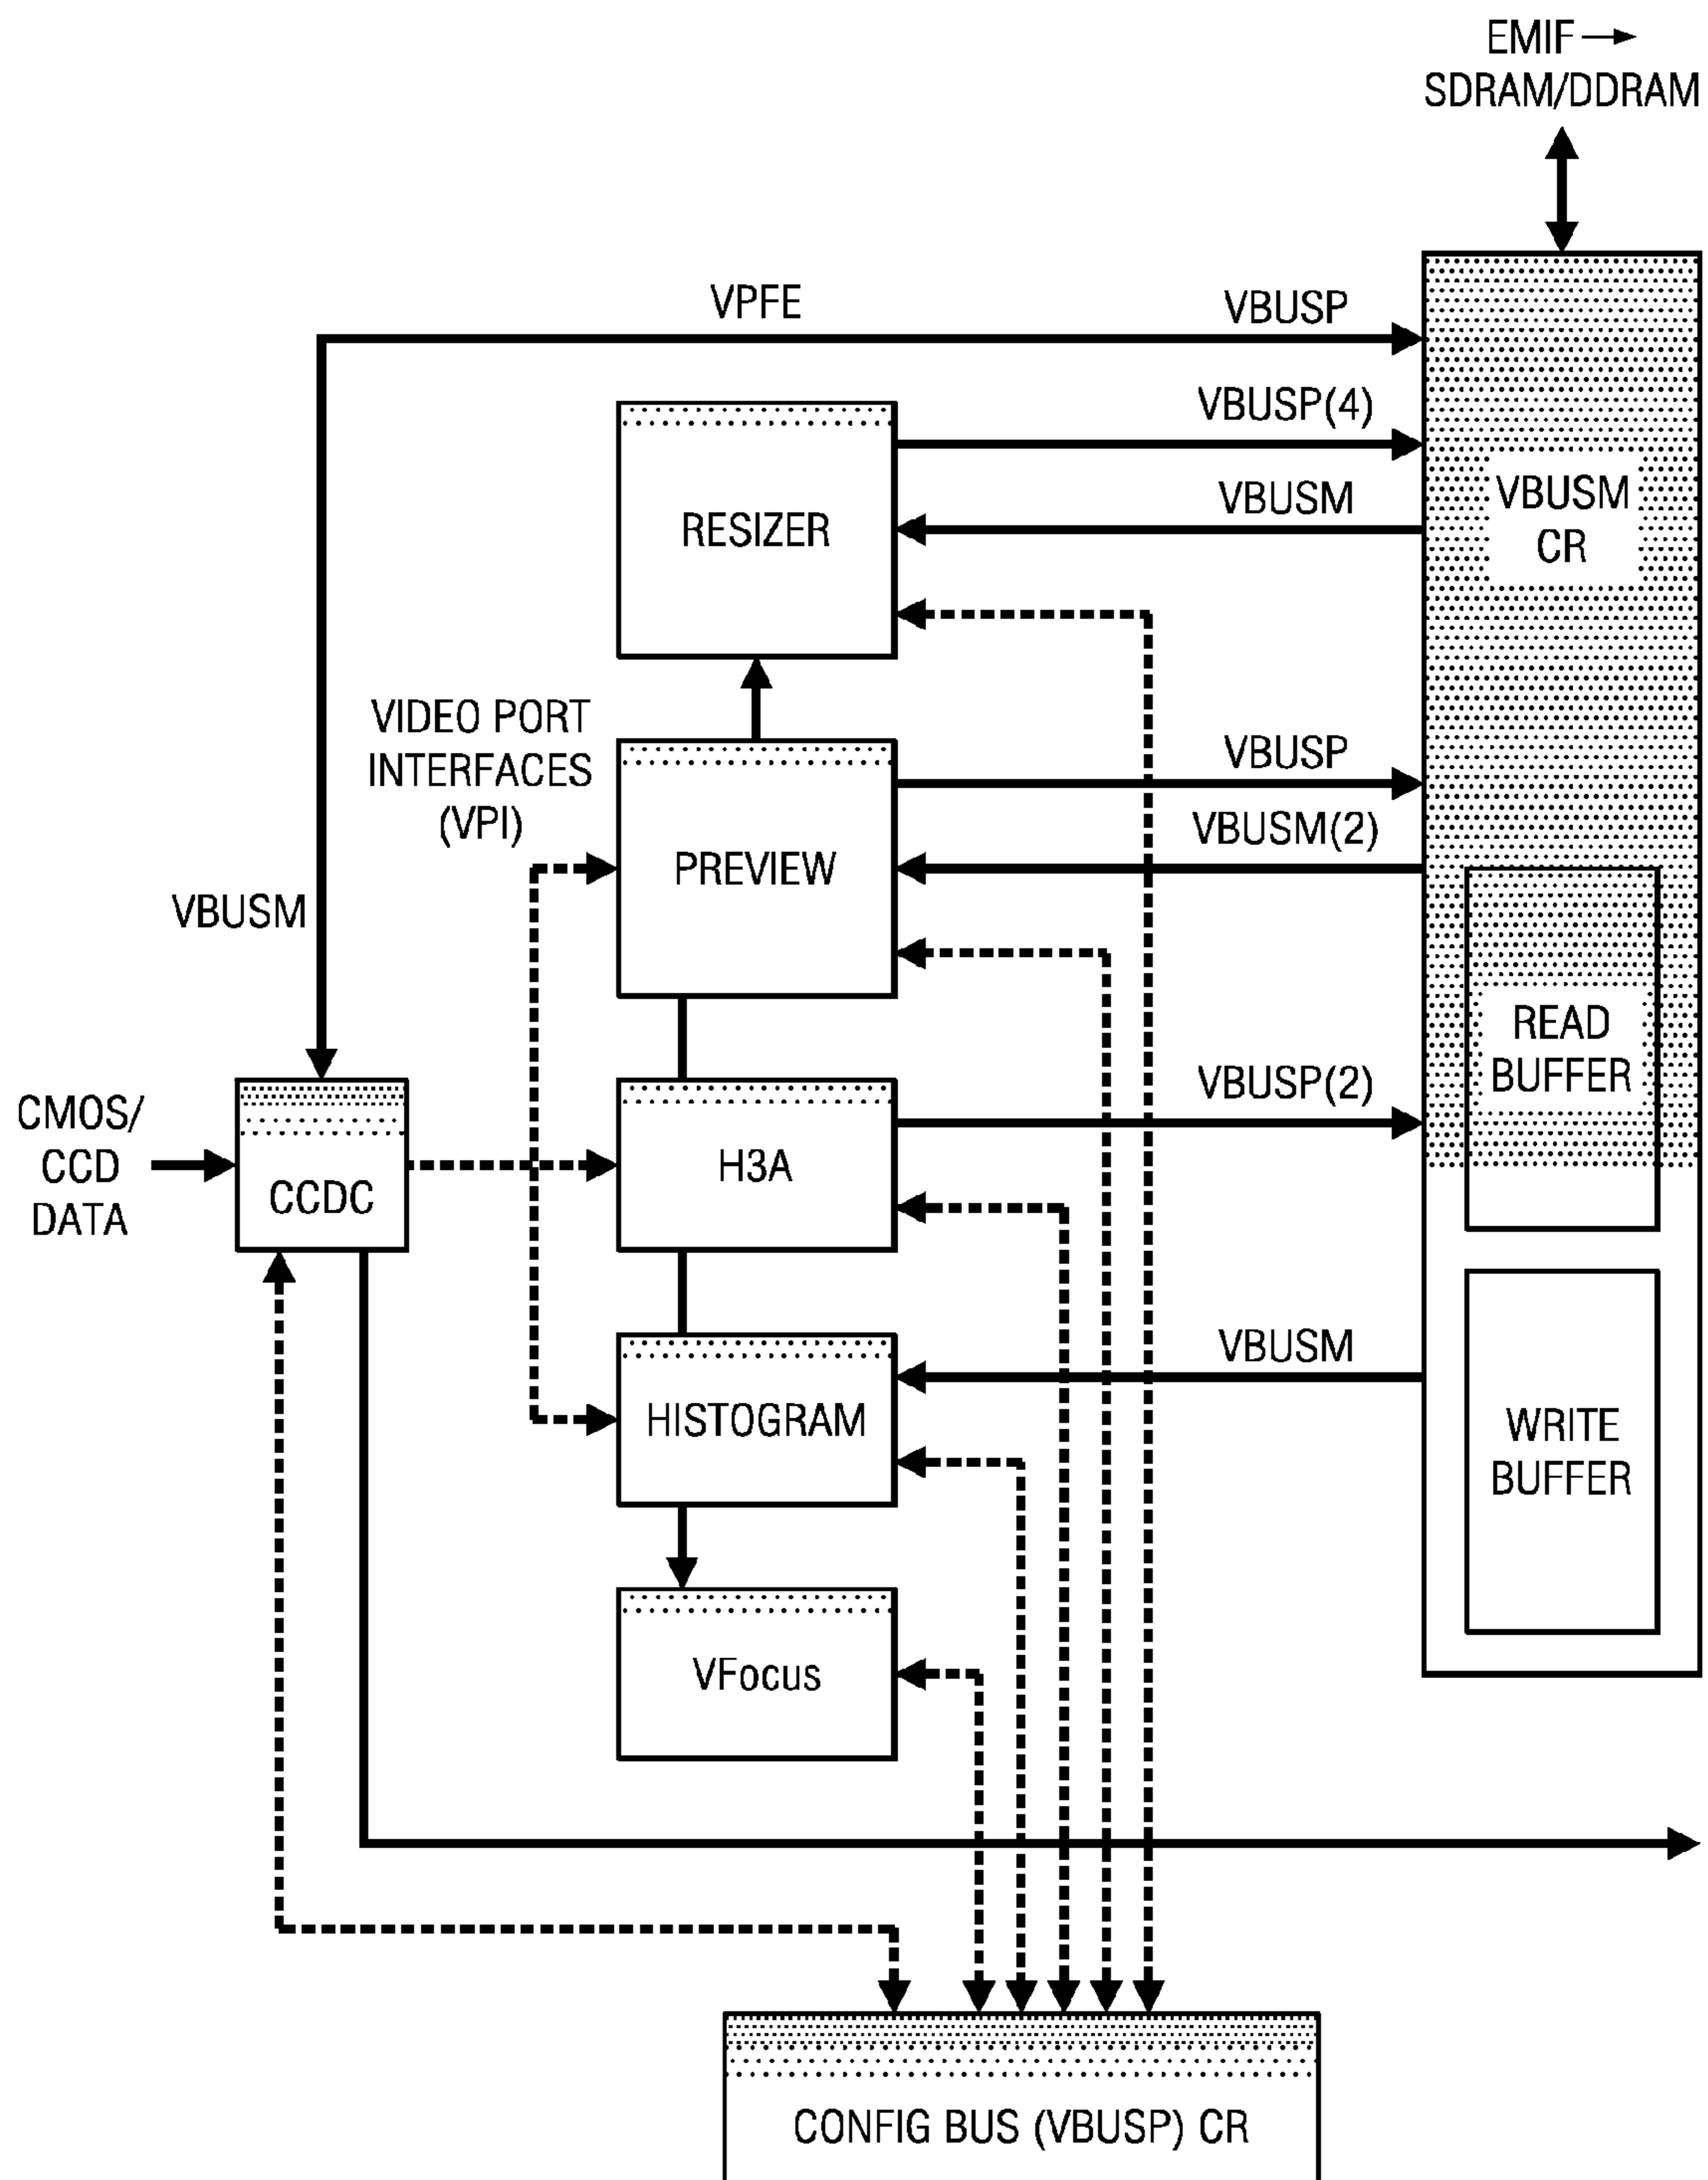 EMIF
SDRAM/DDRAM
VPFE
VBUSP
VBUSP(4)
VBUSM
RESIZER
VBUSM
CR
VIDEO PORT
INTERFACES
(VPI)
VBUSP
VBUSM(2)
PREVIEW
VBUSM
READ
BUFFER
VBUSP(2)
CMOS/
CCD
DATA
CCDC
H3A
VBUSM
HISTOGRAM
WRITE
BUFFER
VFocus
CONFIG BUS (VBUSP) CR